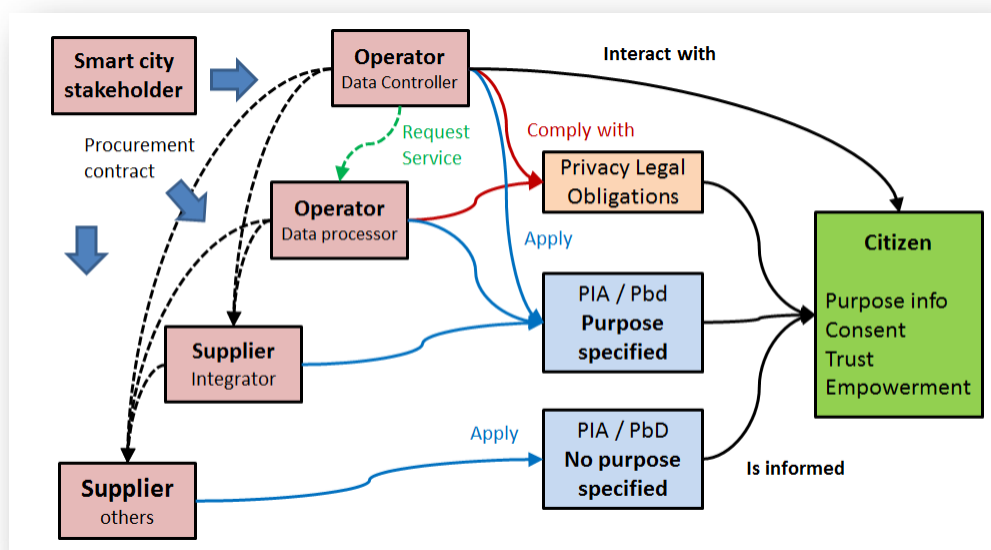 Smart city
stakeholder
Operator
Data Controller
Interact with
Procurement
contract
Request
Service
Comply with
Privacy Legal
Obligations
Operator
Data processor
Apply
Citizen
Purpose info
Consent
Trust
Empowerment
PIA / Pbd
Purpose
specified
Supplier
Integrator
Apply
PIA / PbD
No purpose
specified
Is informed
Supplier
others